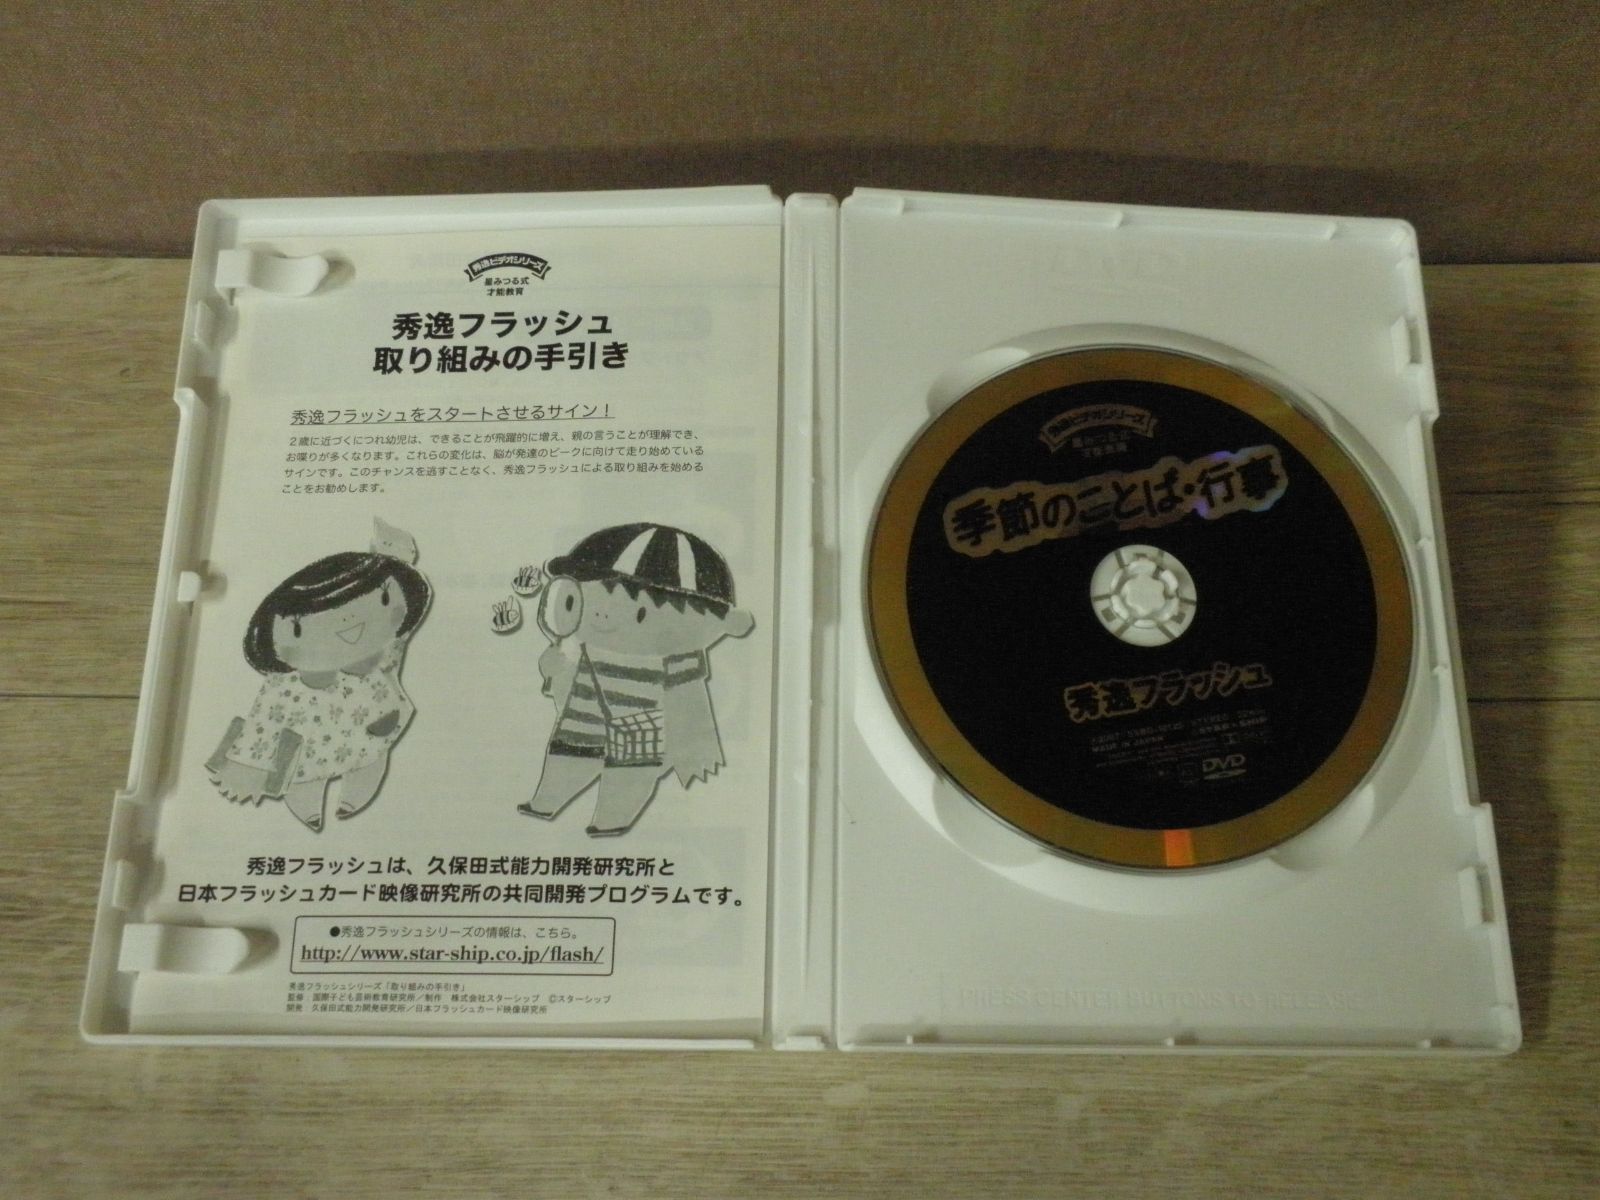 秀逸ビデオシリーズ
星みつる式
才能教育
秀逸フラッシュ
取り組みの手引き
秀逸フラッシュをスタートさせるサイン！
２歳に近づくにつれ幼児は、できることが飛躍的に増え、親の言うことが理解でき、
お喋りが多くなります。これらの変化は、脳が発達のピークに向けて走り始めている
サインです。このチャンスを逃すことなく、秀逸フラッシュによる取り組みを始める
ことをお勧めします。
秀逸フラッシュは、久保田式能力開発研究所と
日本フラッシュカード映像研究所の共同開発プログラムです。
●秀逸フラッシュシリーズの情報は、こちら。
http://www.star-ship.co.jp/flash/
秀逸フラッシュシリーズ「取り組みの手引き」
監修：国際子ども芸術教育研究所／制作　株式会社スターシップ　©スターシップ
開発：久保田式能力開発研究所／日本フラッシュカード映像研究所
秀逸ビデオシリーズ
星みつる式
才能教育
季節のことば・行事
秀逸フラッシュ
MADE IN JAPAN
DVD
PRESS CENTER BUTTONS TO RELEASE